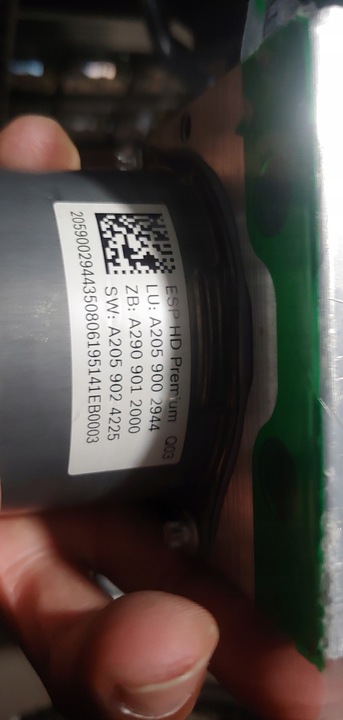 ESP HD Premium Q03
LU: A205 900 2944
ZB: A290 901 2000
SW: A205 902 4225
2059002944350806195141EB0003